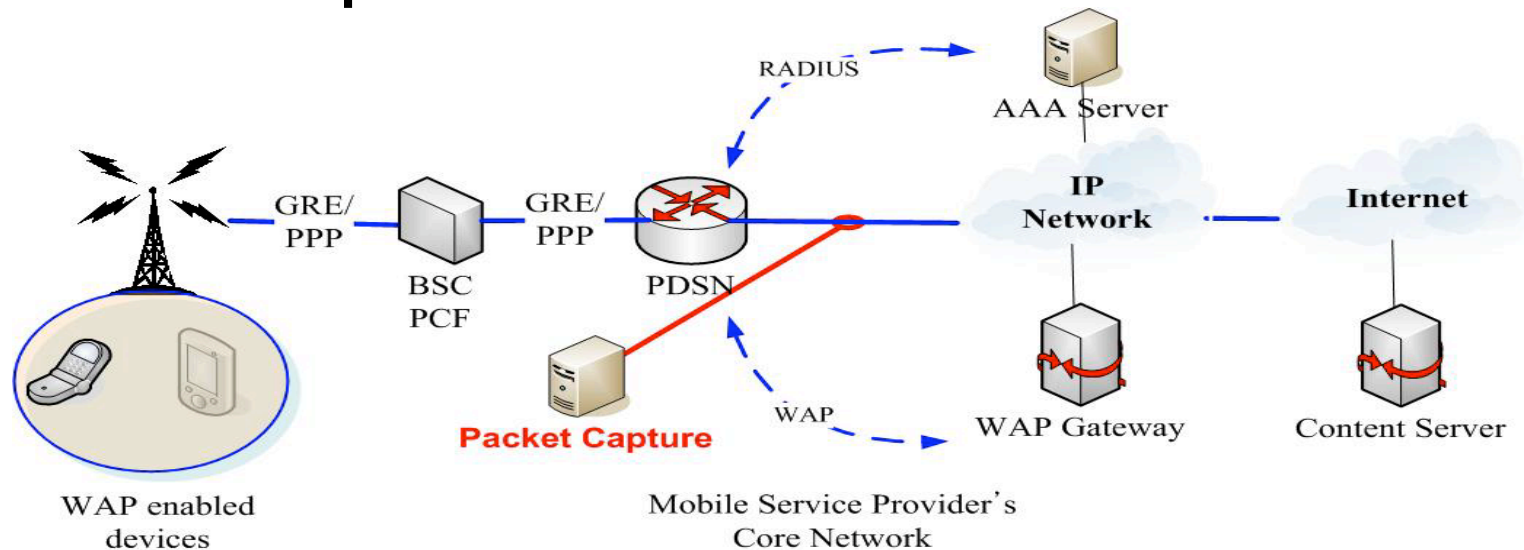 RADIUS
AAA Server
GRE/
PPP
BSC
PCF
GRE/
PPP
PDSN
IP
Network
Internet
Packet Capture
WAP
WAP Gateway
Content Server
WAP enabled
devices
Mobile Service Provider's
Core Network